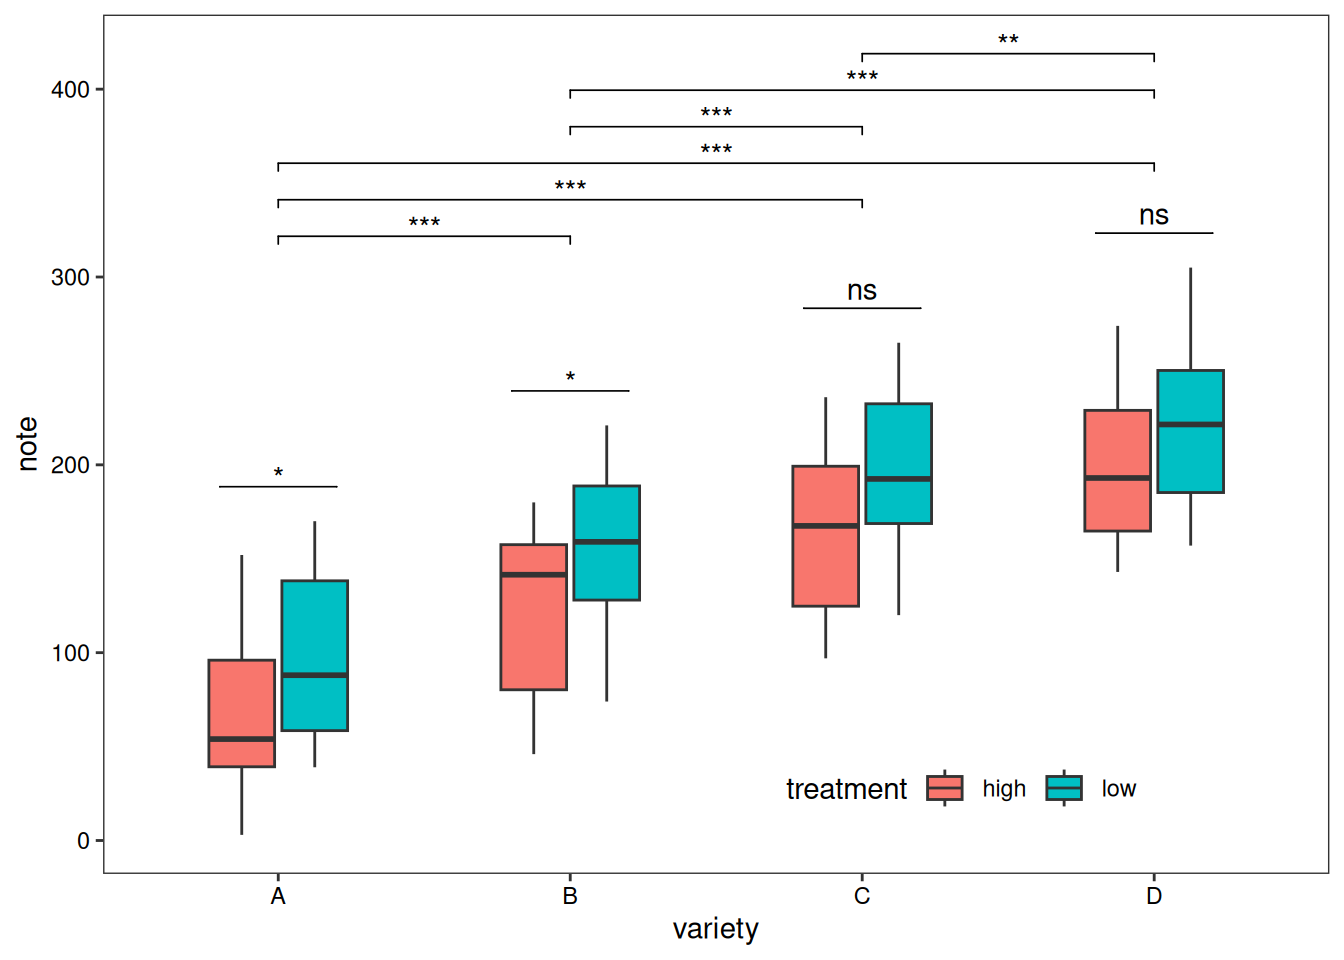 **
***
400
***
***
***
***
ns
300
ns
*
note
200
*
100
treatment high low
0
A B C D
variety